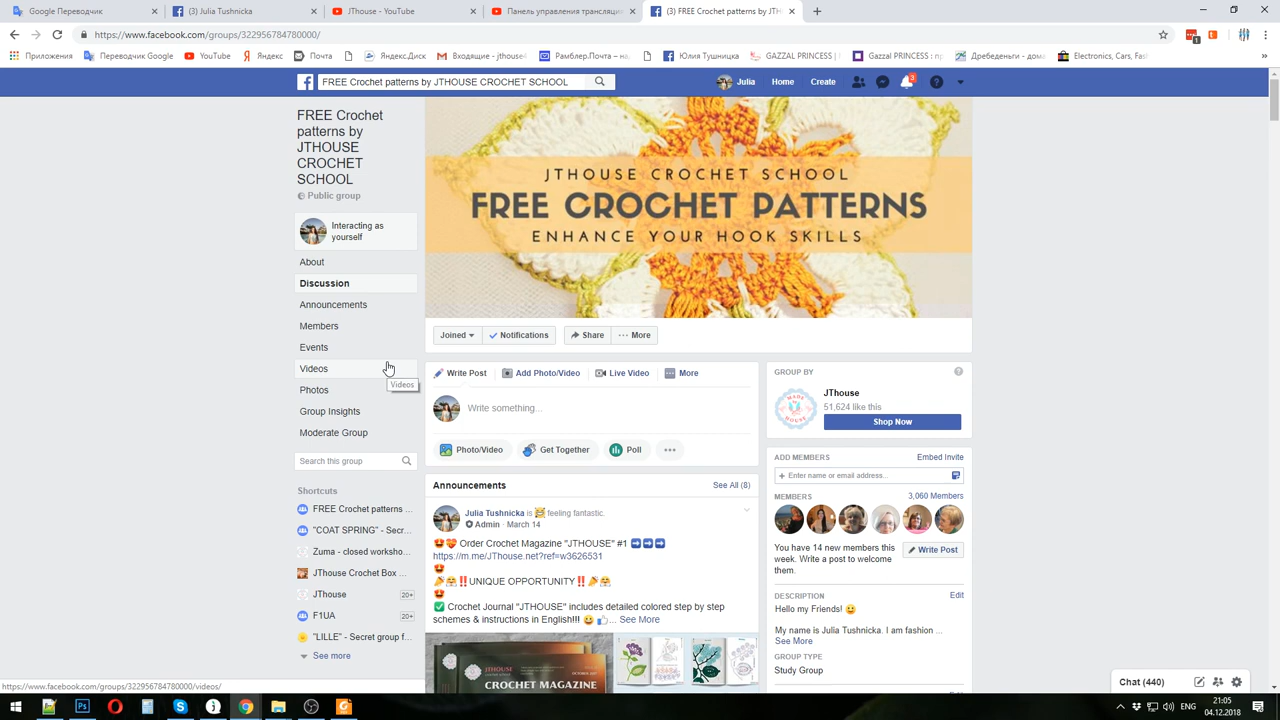 Google Переводчик
(3) Julia Tushnicka
JThouse - YouTube
Панель управления трансляцие
(3) FREE Crochet patterns by JTH
https://www.facebook.com/groups/322956784780000/
Приложения
Переводчик Google
YouTube
Яндекс
Почта
Яндекс.Диск
Входящие - jthouse
Рамблер.Почта – на
Юлия Тушницка
GAZZAL PRINCESS |
Gazzal PRINCESS : пр
Дребеденьги - дома
Electronics, Cars, Fas
FREE Crochet patterns by JTHOUSE CROCHET SCHOOL
Julia
Home
Create
3
FREE Crochet
patterns by
JTHOUSE
CROCHET
SCHOOL
Public group
Interacting as
yourself
About
Discussion
Announcements
Members
Events
Videos
Videos
Photos
Group Insights
Moderate Group
Search this group
Shortcuts
FREE Crochet patterns ...
"COAT SPRING" - Secr...
Zuma - closed worksho...
JThouse Crochet Box ...
JThouse 20+
F1UA 20+
"LILLE" - Secret group f...
See more
JTHOUSE CROCHET SCHOOL
FREE CROCHET PATTERNS
ENHANCE YOUR HOOK SKILLS
Joined
Notifications
Share
More
Write Post
Add Photo/Video
Live Video
More
Write something...
Photo/Video
Get Together
Poll
Announcements
See All (8)
Julia Tushnicka is 🤗 feeling fantastic.
Admin · March 14
🤩😍 Order Crochet Magazine "JTHOUSE" #1 ➡➡➡
https://m.me/JThouse.net?ref=w3626531
🤩
🎉🤗‼UNIQUE OPPORTUNITY‼🎉🤗
🤩
✅ Crochet Journal "JTHOUSE" includes detailed colored step by step
schemes & instructions in English!!! 😀👍... See More
JTHOUSE
CROCHET MAGAZINE
GROUP BY
JThouse
51,624 like this
Shop Now
ADD MEMBERS
Embed Invite
+ Enter name or email address...
MEMBERS
3,060 Members
You have 14 new members this
week. Write a post to welcome
them.
Write Post
DESCRIPTION
Edit
Hello my Friends! 😃
My name is Julia Tushnicka. I am fashion ...
See More
GROUP TYPE
Study Group
Chat (440)
https://www.facebook.com/groups/322956784780000/videos/
ENG
21:05
04.12.2018